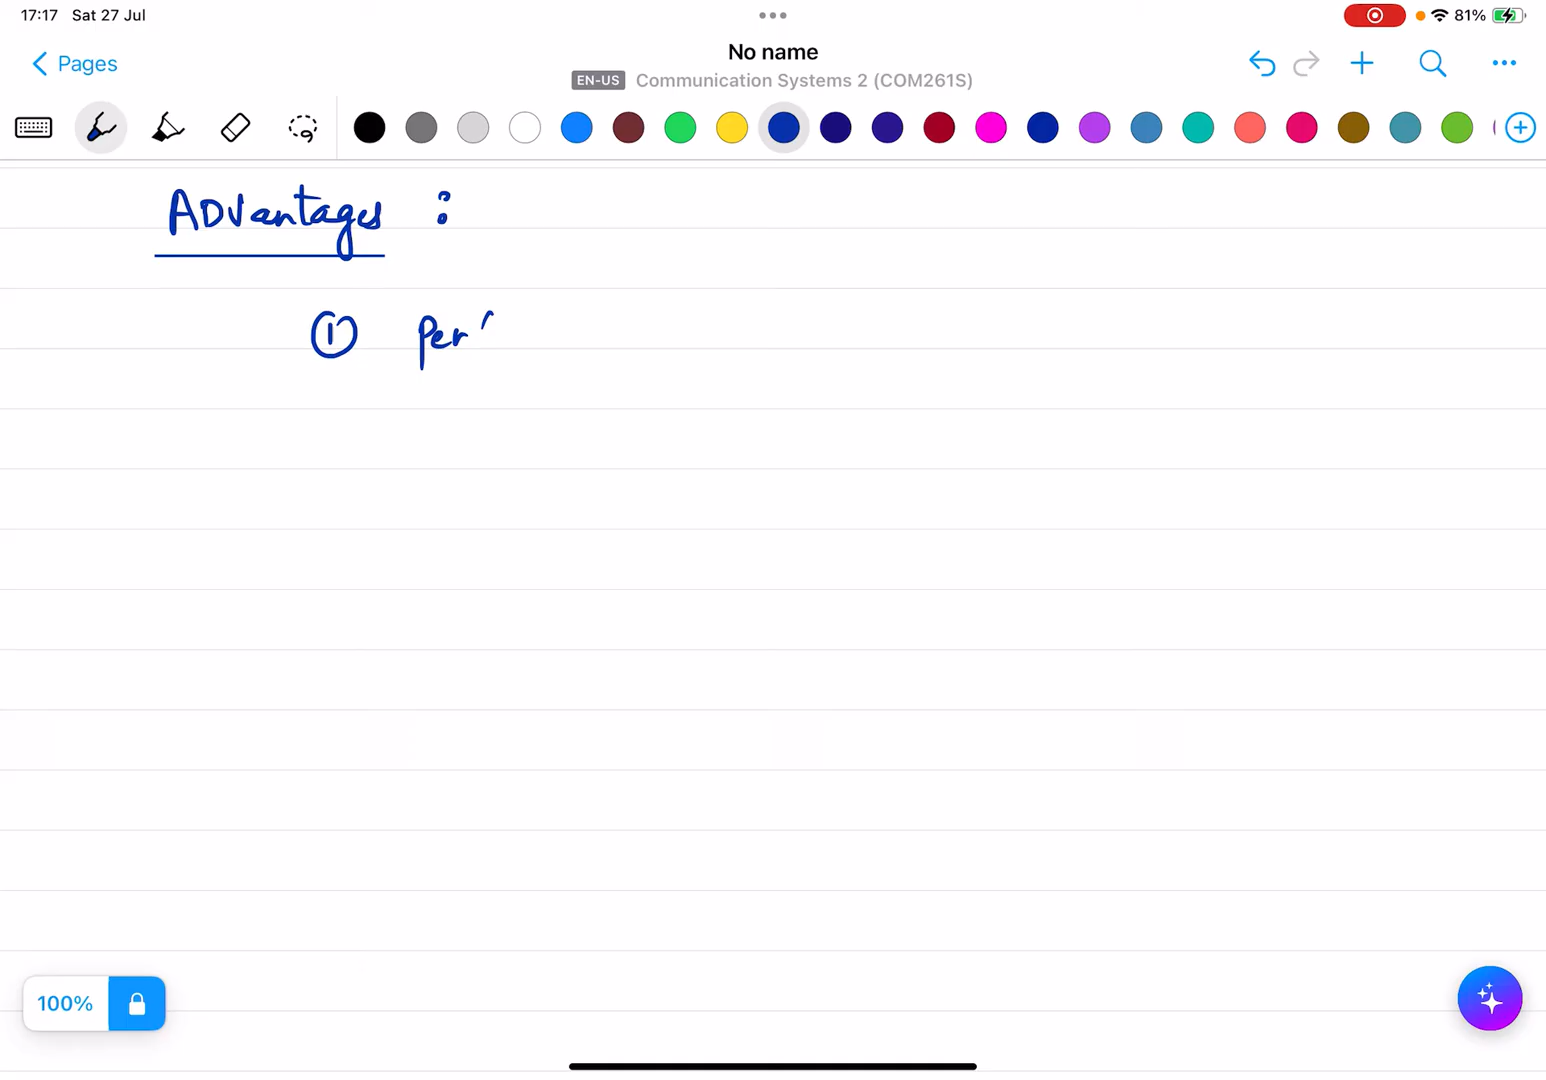 17:17 Sat 27 Jul
81%
Pages
No name
EN-US Communication Systems 2 (COM261S)
Advantages :
① per
100%